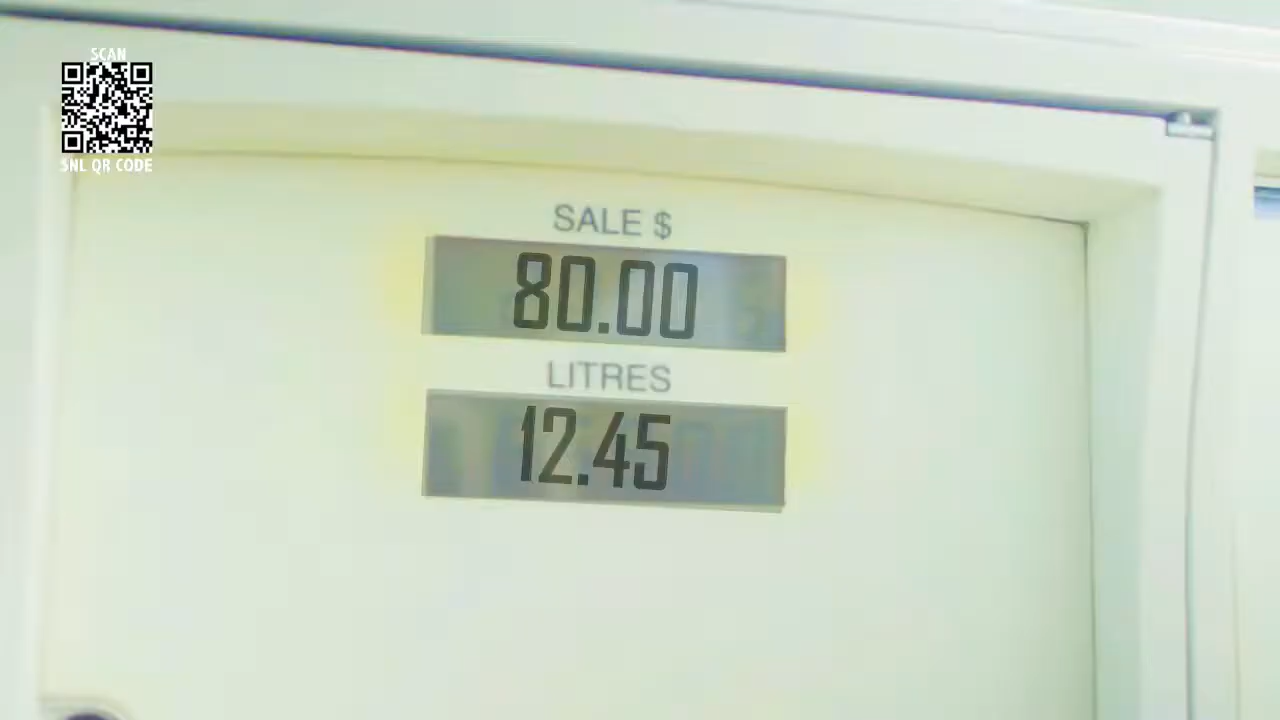 SCAN
SNL QR CODE
SALE $
80.00
LITRES
12.45